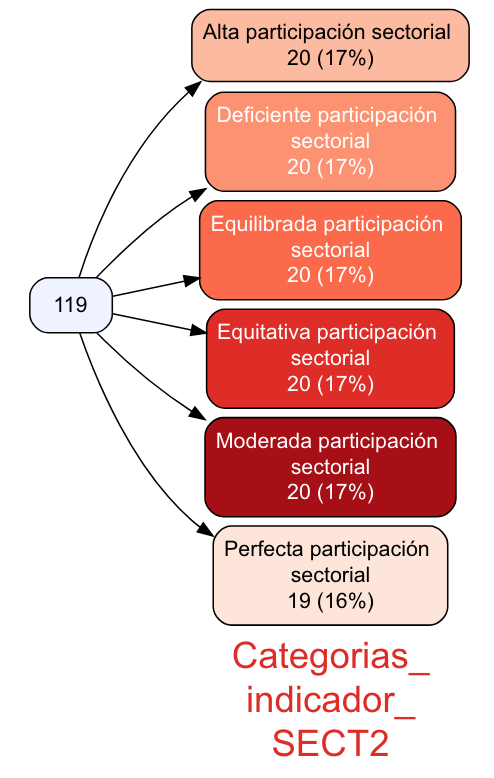 Alta participación sectorial
20 (17%)
Deficiente participación
sectorial
20 (17%)
Equilibrada participación
sectorial
20 (17%)
119
Equitativa participación
sectorial
20 (17%)
Moderada participación
sectorial
20 (17%)
Perfecta participación
sectorial
19 (16%)
Categorias_
indicador_
SECT2